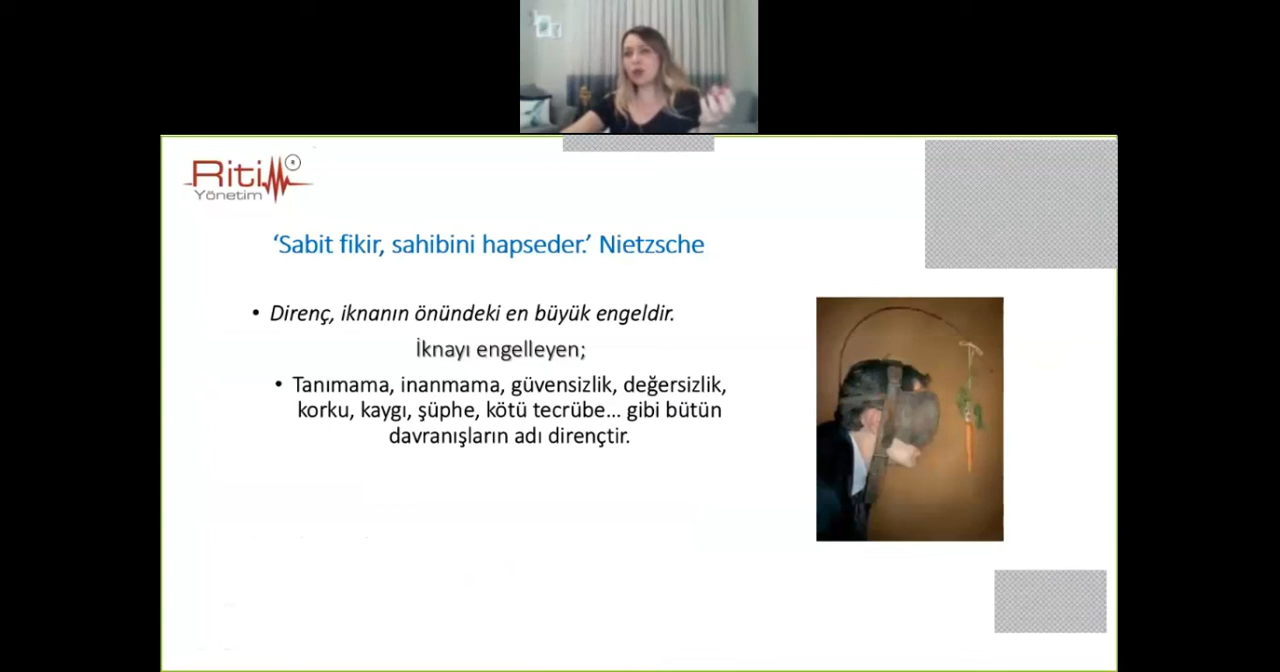 Ritim
Yönetim
‘Sabit fikir, sahibini hapseder.’ Nietzsche
• Direnç, iknanın önündeki en büyük engeldir.
İknayı engelleyen;
• Tanımama, inanmama, güvensizlik, değersizlik,
korku, kaygı, şüphe, kötü tecrübe... gibi bütün
davranışların adı dirençtir.